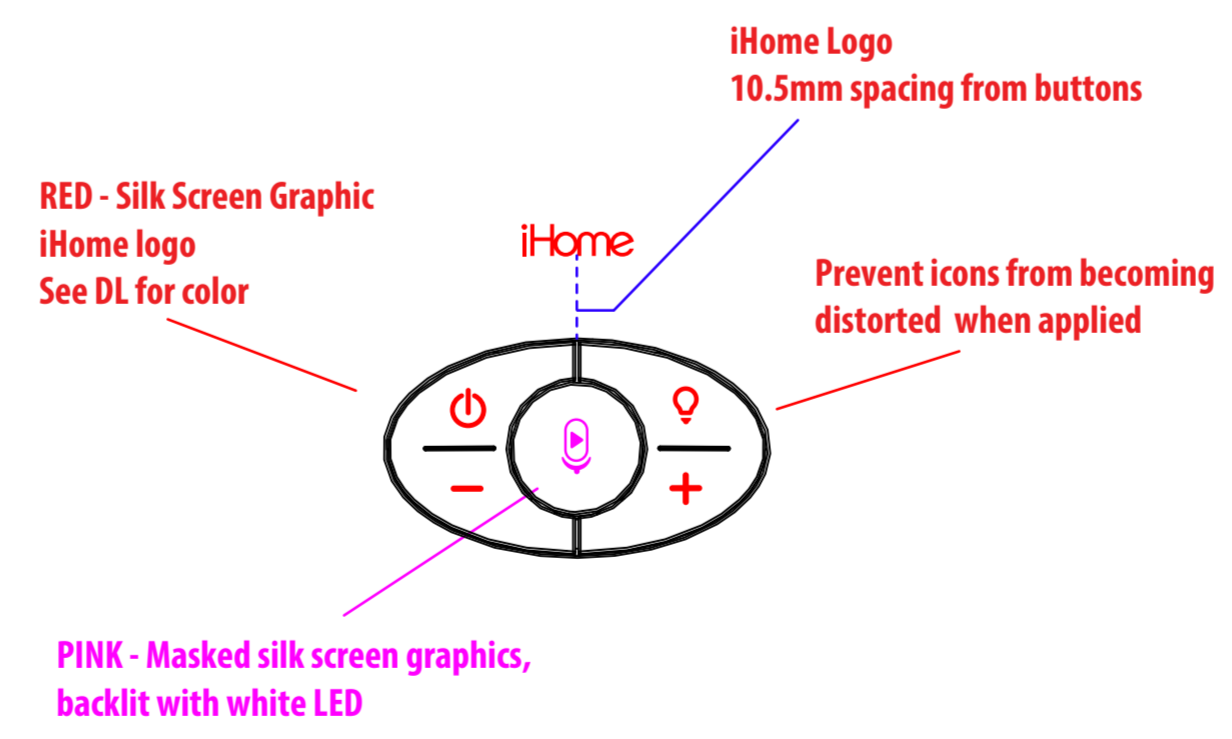 iHome Logo
10.5mm spacing from buttons
RED - Silk Screen Graphic
iHome logo
See DL for color
iHome
Prevent icons from becoming
distorted when applied
PINK - Masked silk screen graphics,
backlit with white LED